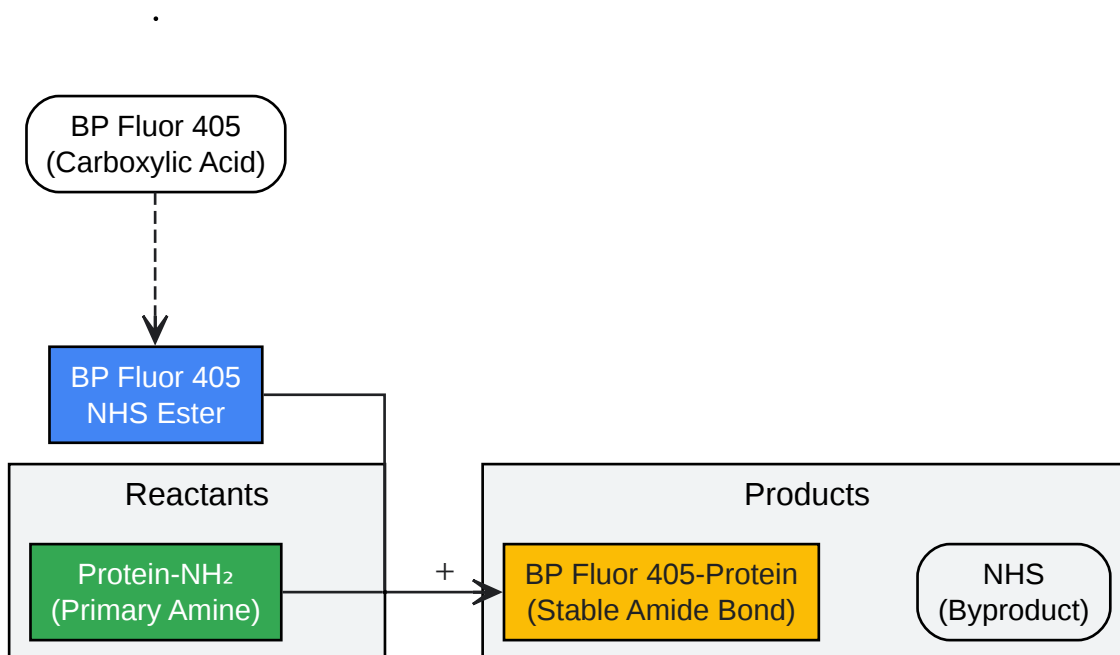 .
BP Fluor 405
(Carboxylic Acid)
BP Fluor 405
NHS Ester
Reactants
Products
Protein-NH₂
(Primary Amine)
+
BP Fluor 405-Protein
(Stable Amide Bond)
NHS
(Byproduct)